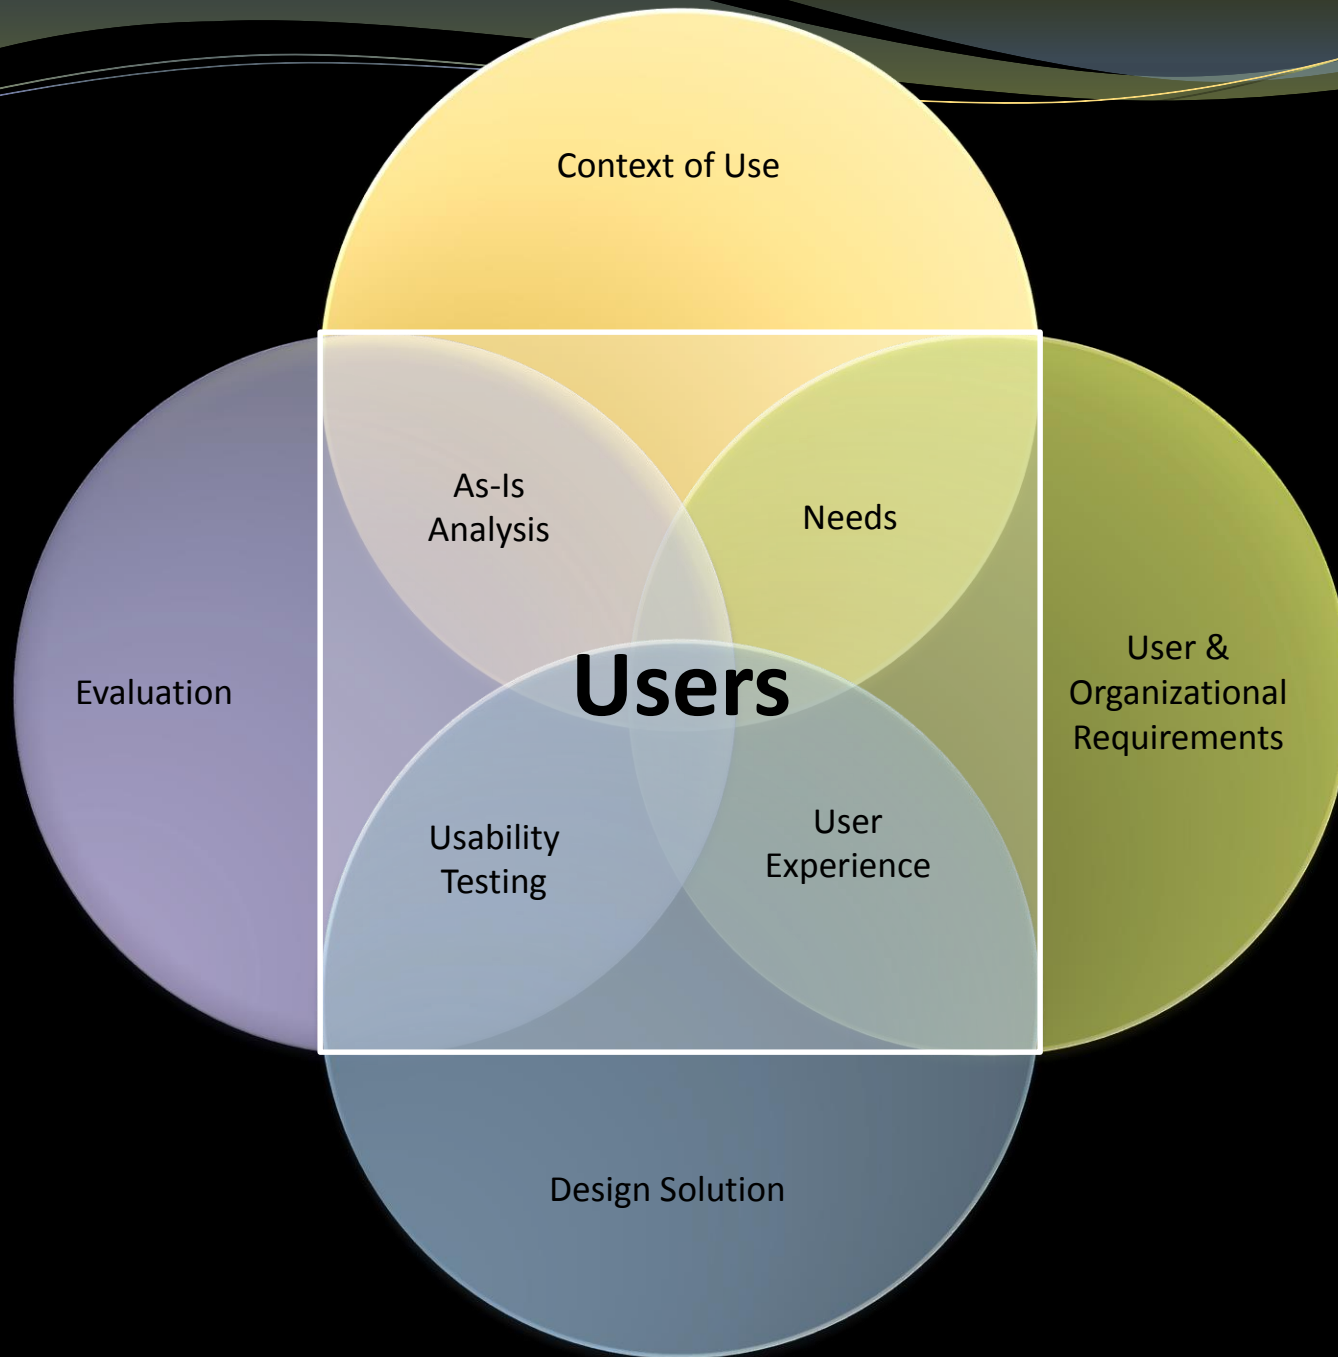 Context of Use
As-Is
Analysis
Needs
Users
Evaluation
User &
Organizational
Requirements
Usability
Testing
User
Experience
Design Solution